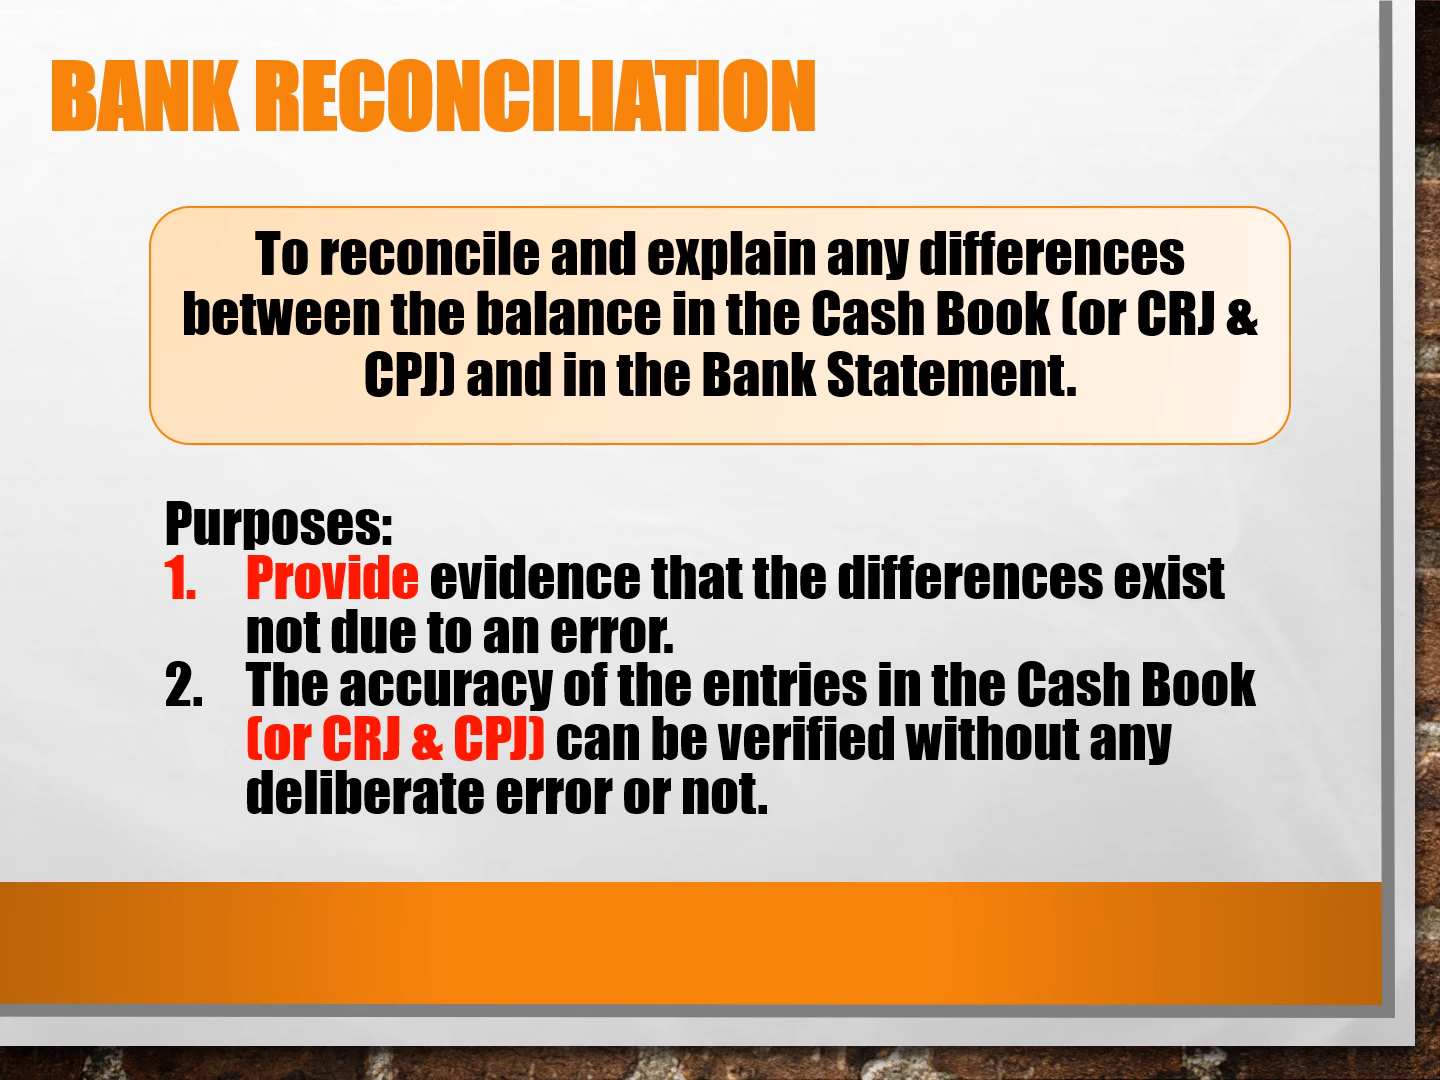 BANK RECONCILIATION
To reconcile and explain any differences
between the balance in the Cash Book (or CRJ &
CPJ) and in the Bank Statement.
Purposes:
1. Provide evidence that the differences exist
not due to an error.
2. The accuracy of the entries in the Cash Book
(or CRJ & CPJ) can be verified without any
deliberate error or not.